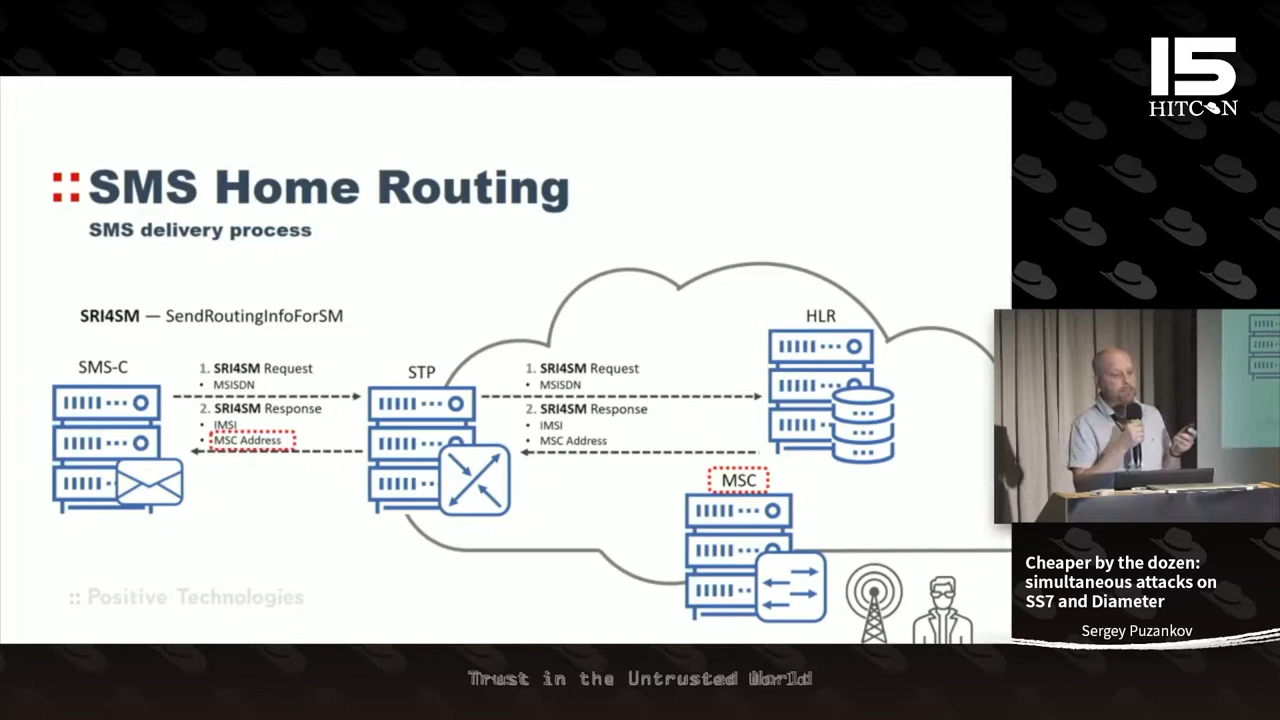 15
HITCON
SMS Home Routing
SMS delivery process
SRI4SM — SendRoutingInfoForSM
SMS-C
1. SRI4SM Request
• MSISDN
2. SRI4SM Response
• IMSI
• MSC Address
STP
1. SRI4SM Request
• MSISDN
2. SRI4SM Response
• IMSI
• MSC Address
HLR
MSC
:: Positive Technologies
Cheaper by the dozen:
simultaneous attacks on
SS7 and Diameter
Sergey Puzankov
Trust in the Untrusted World